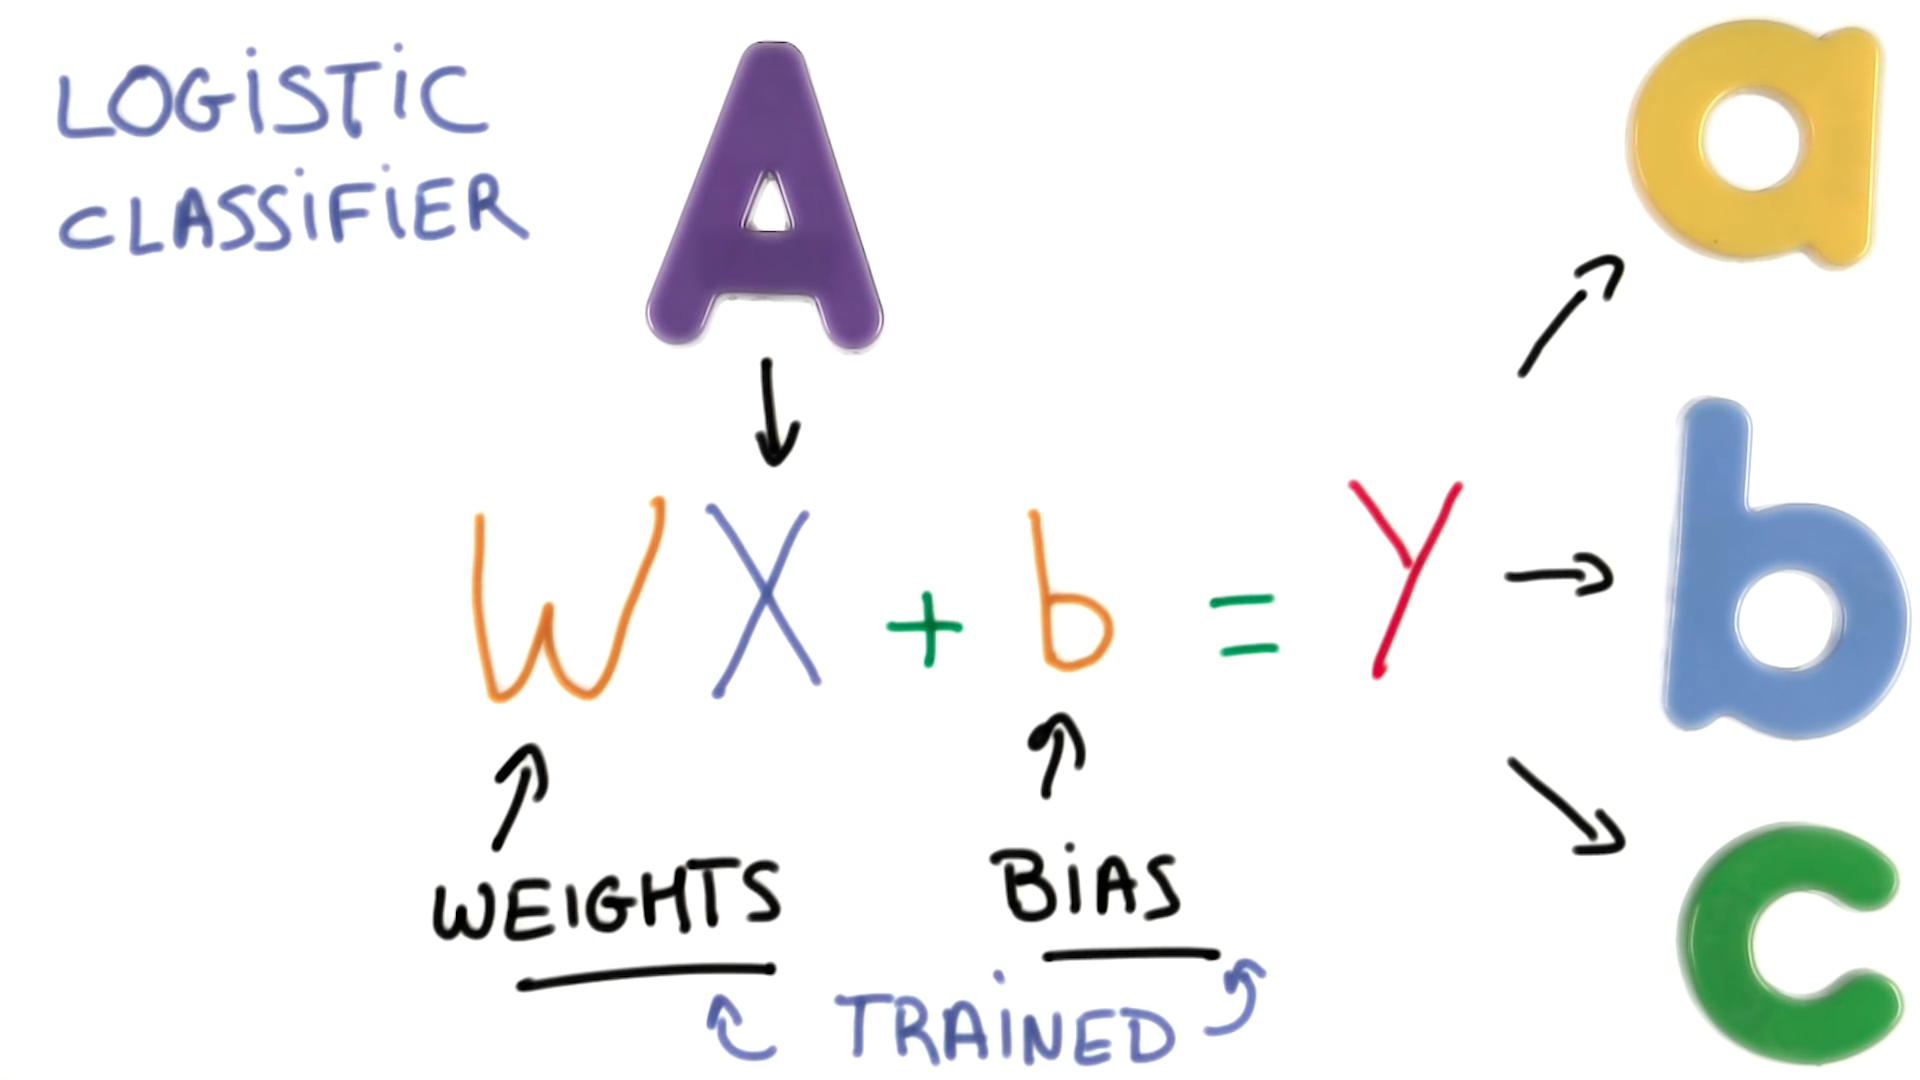 LOGiSTiC
CLASSiFiER
A
a
WX + b = Y
b
WEIGHTS
BiAS
c
TRAiNED